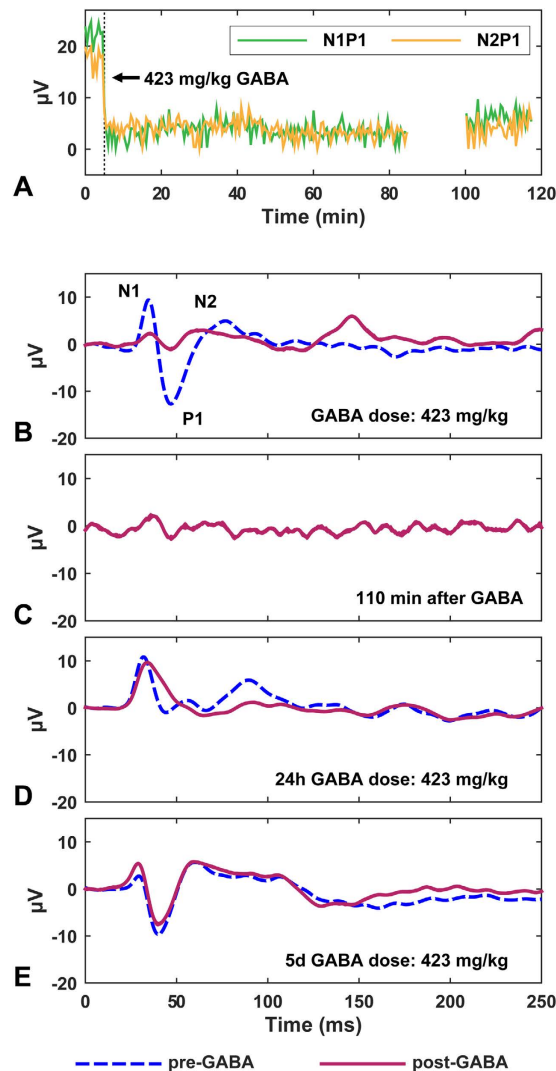 N1P1 N2P1
423 mg/kg GABA
µV
20
10
0
A
0 20 40 60 80 100 120
Time (min)
N1
N2
P1
µV
10
0
-10
-20
B
GABA dose: 423 mg/kg
µV
10
0
-10
-20
C
110 min after GABA
µV
10
0
-10
-20
D
24h GABA dose: 423 mg/kg
µV
10
0
-10
-20
E
5d GABA dose: 423 mg/kg
0 50 100 150 200 250
Time (ms)
pre-GABA post-GABA